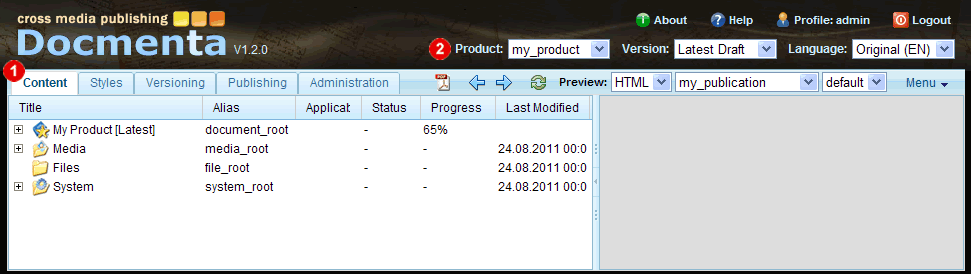 cross media publishing
Docmenta V1.2.0
About Help Profile: admin Logout
2 Product: my_product Version: Latest Draft Language: Original (EN)
1
Content Styles Versioning Publishing Administration Preview: HTML my_publication default Menu
Title Alias Applicat Status Progress Last Modified
My Product [Latest] document_root - 65%
Media media_root - - 24.08.2011 00:0
Files file_root - - 24.08.2011 00:0
System system_root - - 24.08.2011 00:0